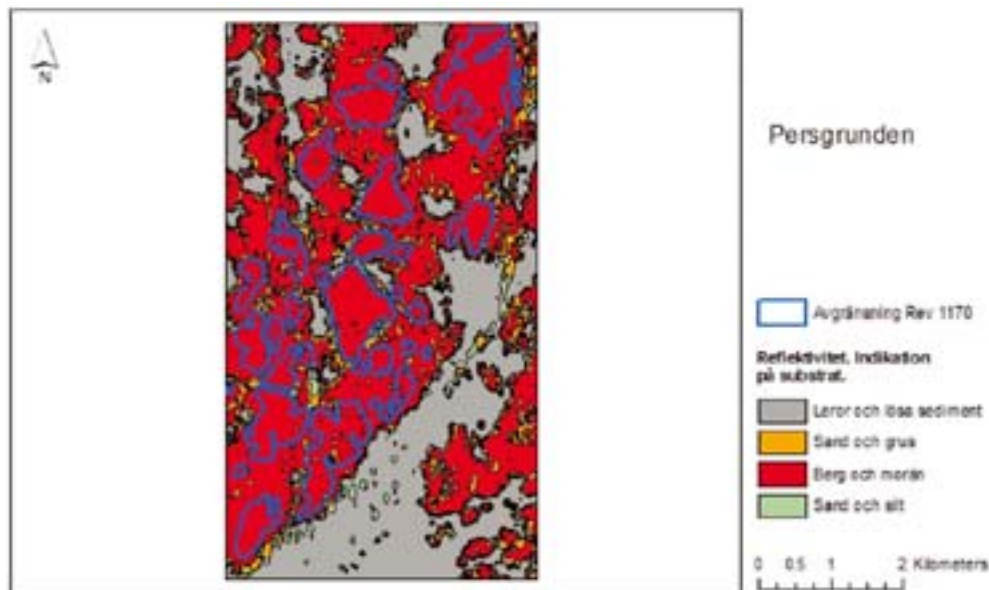 N
Persgrunden
Avgränsning Rev 1170
Reflektivitet. Indikation
på substrat.
Leror och lösa sediment
Sand och grus
Berg och morän
Sand och silt
0 0.5 1 2 Kilometers